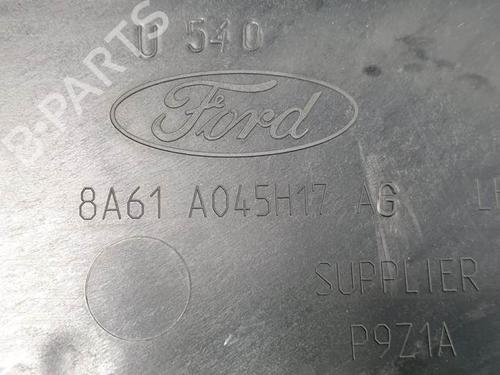 U 540
Ford
8A61 A045H17 AG
SUPPLIER
P9Z1A
B-PARTS